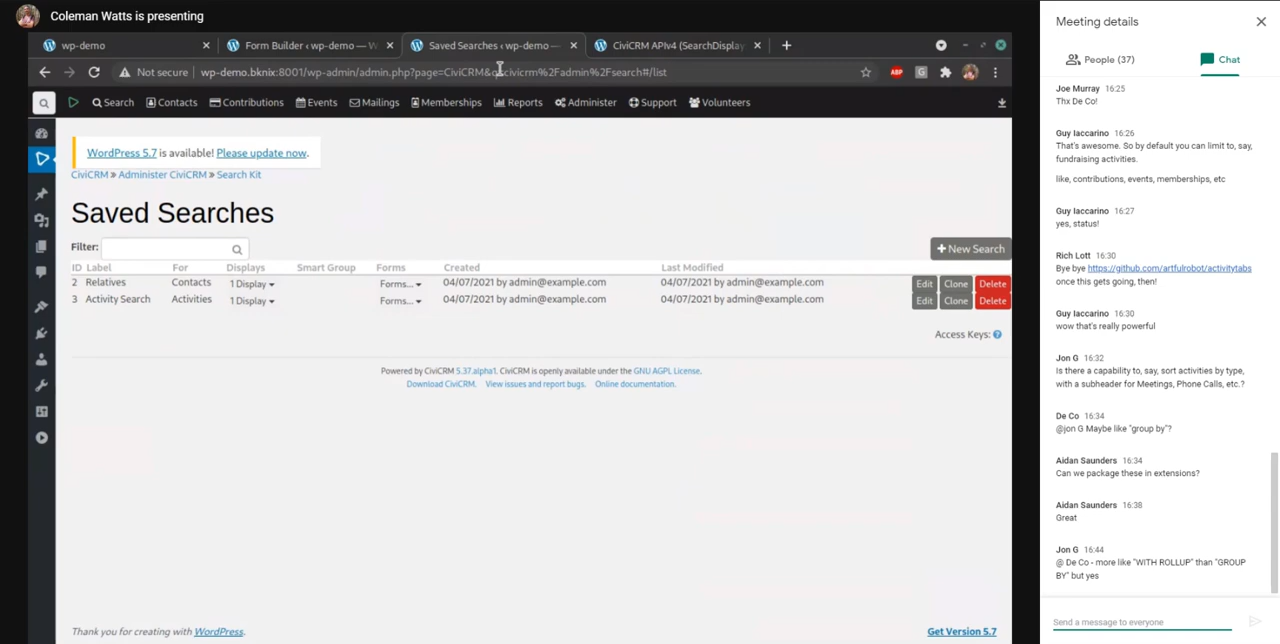 Coleman Watts is presenting
wp-demo
Form Builder ‹ wp-demo — W
Saved Searches ‹ wp-demo —
CiviCRM APIv4 (SearchDisplay
Not secure
wp-demo.bknix:8001/wp-admin/admin.php?page=CiviCRM&q=civicrm%2Fadmin%2Fsearch#/list
ABP
G
Search Contacts Contributions Events Mailings Memberships Reports Administer Support Volunteers
WordPress 5.7 is available! Please update now.
CiviCRM » Administer CiviCRM » Search Kit
Saved Searches
Filter:
+ New Search
ID Label For Displays Smart Group Forms Created Last Modified
2 Relatives Contacts 1 Display Forms... 04/07/2021 by admin@example.com 04/07/2021 by admin@example.com Edit Clone Delete
3 Activity Search Activities 1 Display Forms... 04/07/2021 by admin@example.com 04/07/2021 by admin@example.com Edit Clone Delete
Access Keys: ?
Powered by CiviCRM 5.37.alpha1. CiviCRM is openly available under the GNU AGPL License.
Download CiviCRM. View issues and report bugs. Online documentation.
Thank you for creating with WordPress.
Get Version 5.7
Meeting details
People (37)
Chat
Joe Murray 16:25
Thx De Co!
Guy Iaccarino 16:26
That's awesome. So by default you can limit to, say,
fundraising activities.
like, contributions, events, memberships, etc
Guy Iaccarino 16:27
yes, status!
Rich Lott 16:30
Bye bye https://github.com/artfulrobot/activitytabs
once this gets going, then!
Guy Iaccarino 16:30
wow that's really powerful
Jon G 16:32
Is there a capability to, say, sort activities by type,
with a subheader for Meetings, Phone Calls, etc.?
De Co 16:34
@jon G Maybe like "group by"?
Aidan Saunders 16:34
Can we package these in extensions?
Aidan Saunders 16:38
Great
Jon G 16:44
@ De Co - more like "WITH ROLLUP" than "GROUP
BY" but yes
Send a message to everyone